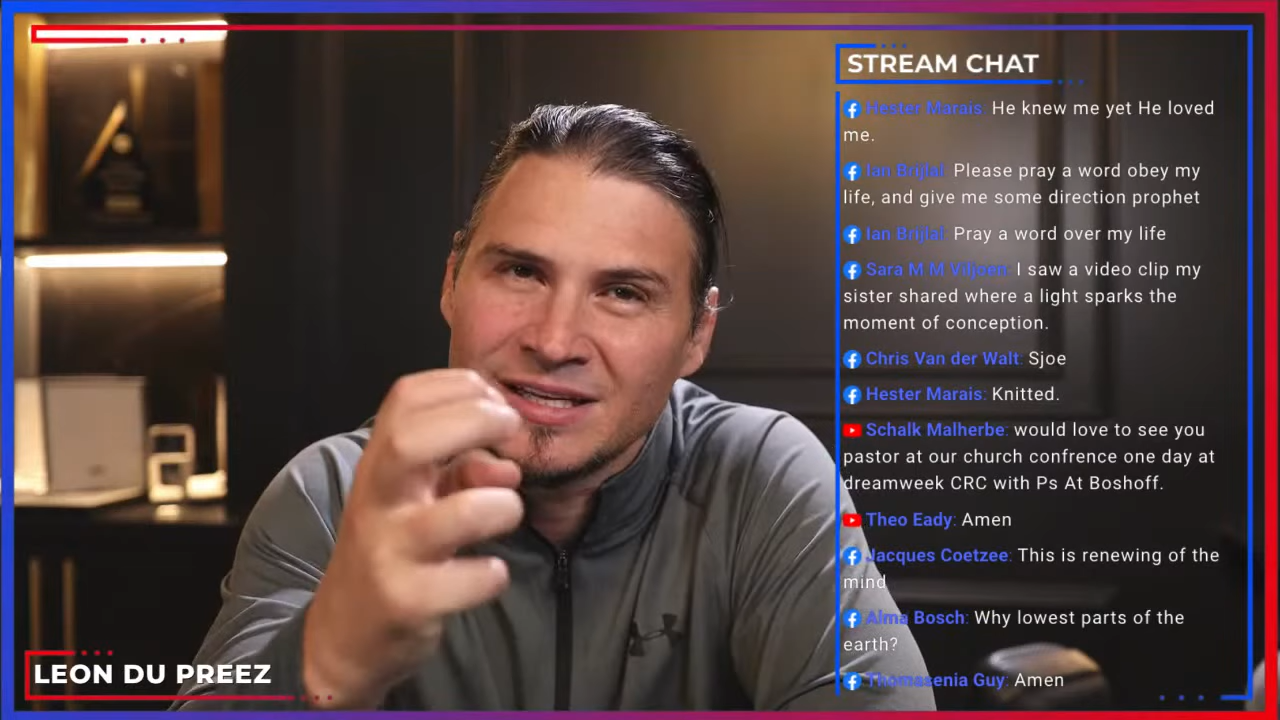 STREAM CHAT
Hester Marais: He knew me yet He loved
me.
Ian Brijlal: Please pray a word obey my
life, and give me some direction prophet
Ian Brijlal: Pray a word over my life
Sara M M Viljoen: I saw a video clip my
sister shared where a light sparks the
moment of conception.
Chris Van der Walt: Sjoe
Hester Marais: Knitted.
Schalk Malherbe: would love to see you
pastor at our church confrence one day at
dreamweek CRC with Ps At Boshoff.
Theo Eady: Amen
Jacques Coetzee: This is renewing of the
mind
Alma Bosch: Why lowest parts of the
earth?
Thomasenia Guy: Amen
LEON DU PREEZ